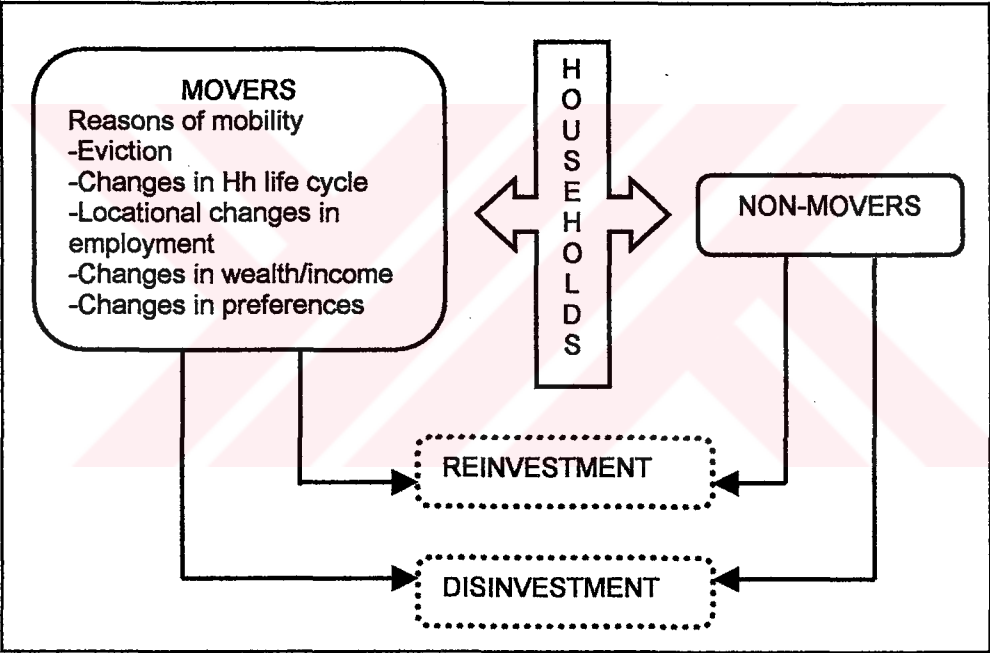 MOVERS
Reasons of mobility
-Eviction
-Changes in Hh life cycle
-Locational changes in
employment
-Changes in wealth/income
-Changes in preferences
HOUSEHOLDS
NON-MOVERS
REINVESTMENT
DISINVESTMENT